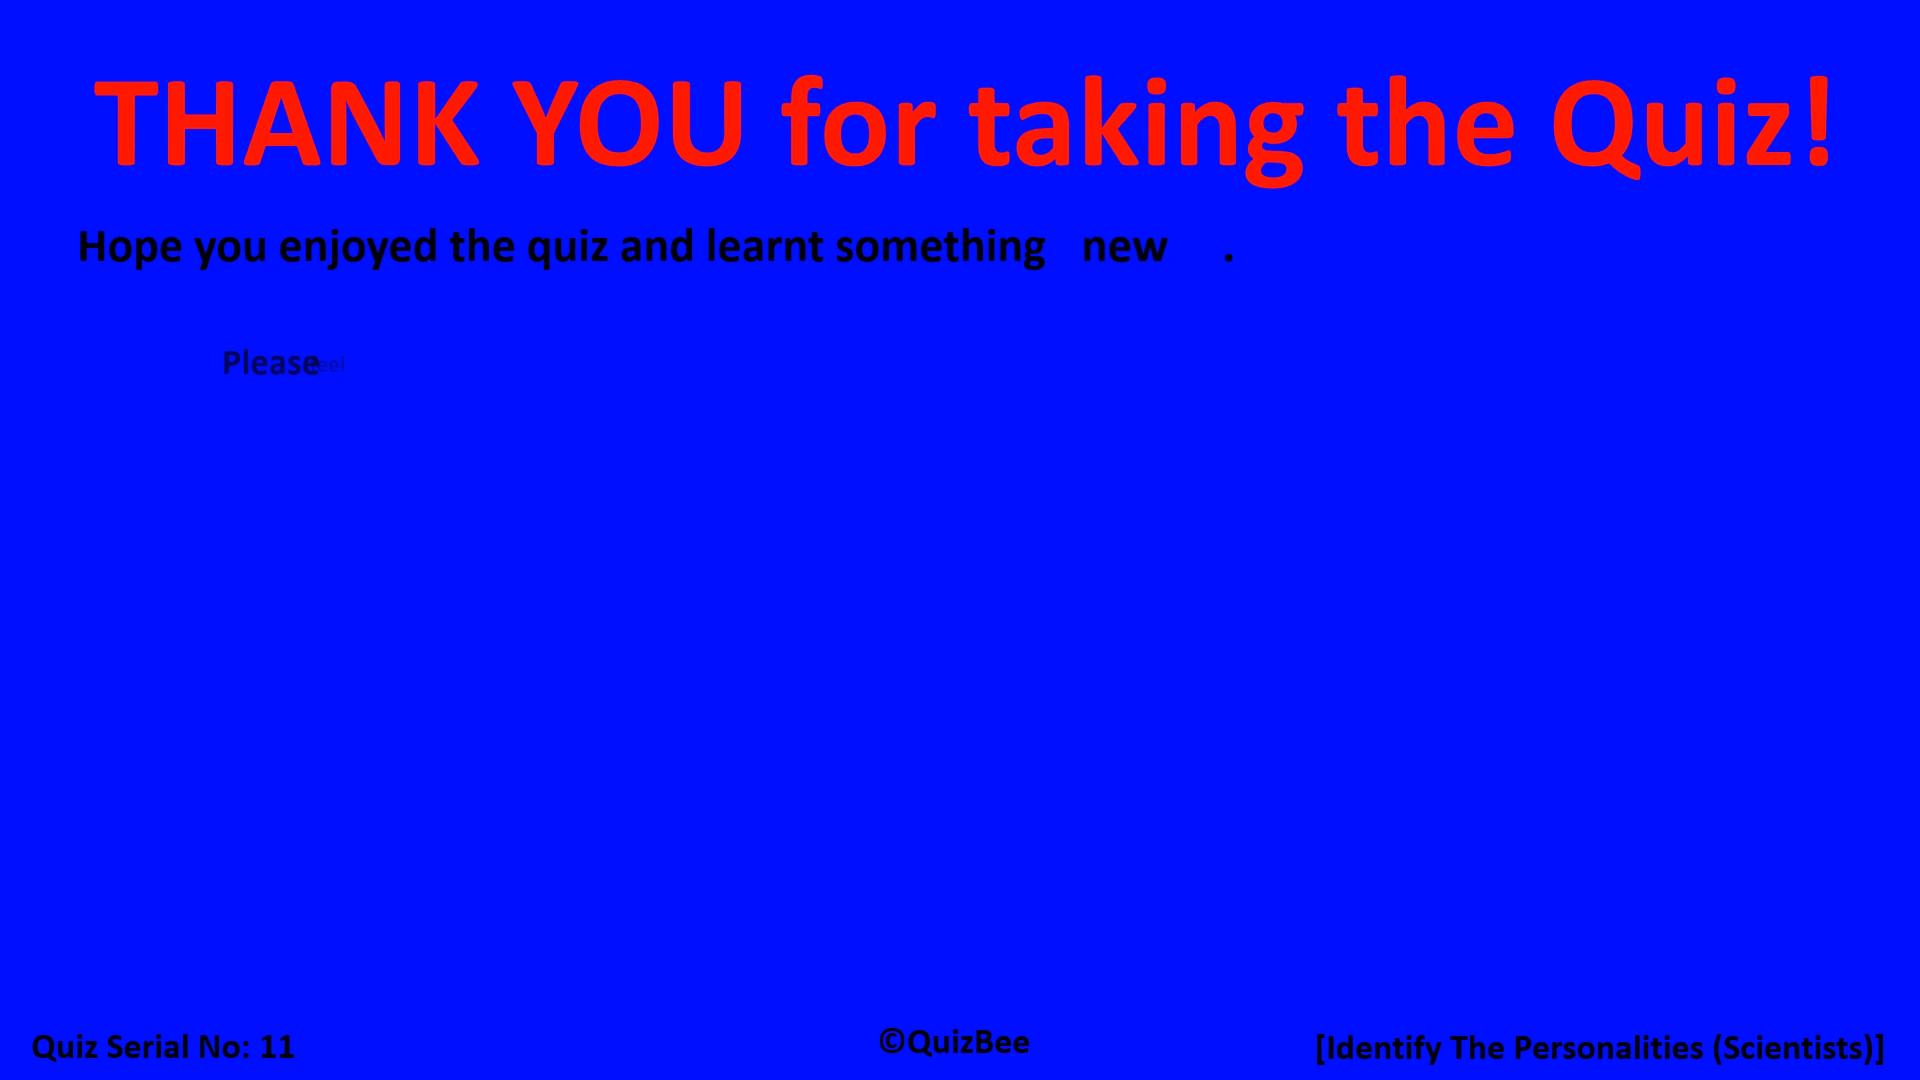 THANK YOU for taking the Quiz!
Hope you enjoyed the quiz and learnt something new .
Please
Quiz Serial No: 11
©QuizBee
[Identify The Personalities (Scientists)]